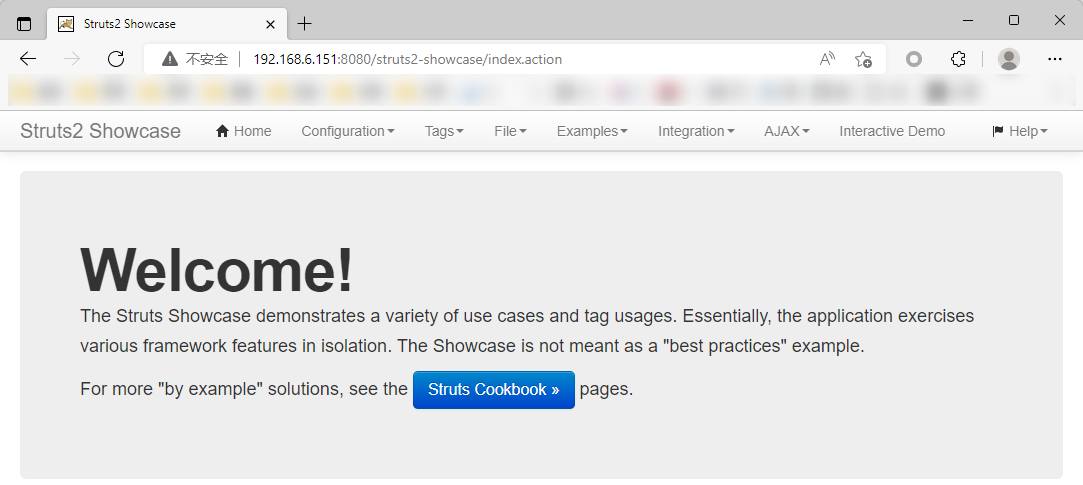 Struts2 Showcase
不安全 192.168.6.151:8080/struts2-showcase/index.action
Struts2 Showcase Home Configuration Tags File Examples Integration AJAX Interactive Demo Help
Welcome!
The Struts Showcase demonstrates a variety of use cases and tag usages. Essentially, the application exercises
various framework features in isolation. The Showcase is not meant as a "best practices" example.
For more "by example" solutions, see the Struts Cookbook » pages.